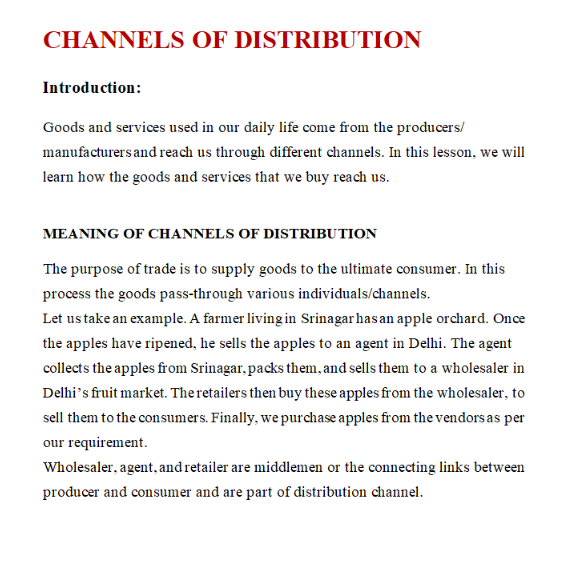 CHANNELS OF DISTRIBUTION
Introduction:
Goods and services used in our daily life come from the producers/
manufacturers and reach us through different channels. In this lesson, we will
learn how the goods and services that we buy reach us.
MEANING OF CHANNELS OF DISTRIBUTION
The purpose of trade is to supply goods to the ultimate consumer. In this
process the goods pass-through various individuals/channels.
Let us take an example. A farmer living in Srinagar has an apple orchard. Once
the apples have ripened, he sells the apples to an agent in Delhi. The agent
collects the apples from Srinagar, packs them, and sells them to a wholesaler in
Delhi's fruit market. The retailers then buy these apples from the wholesaler, to
sell them to the consumers. Finally, we purchase apples from the vendors as per
our requirement.
Wholesaler, agent, and retailer are middlemen or the connecting links between
producer and consumer and are part of distribution channel.